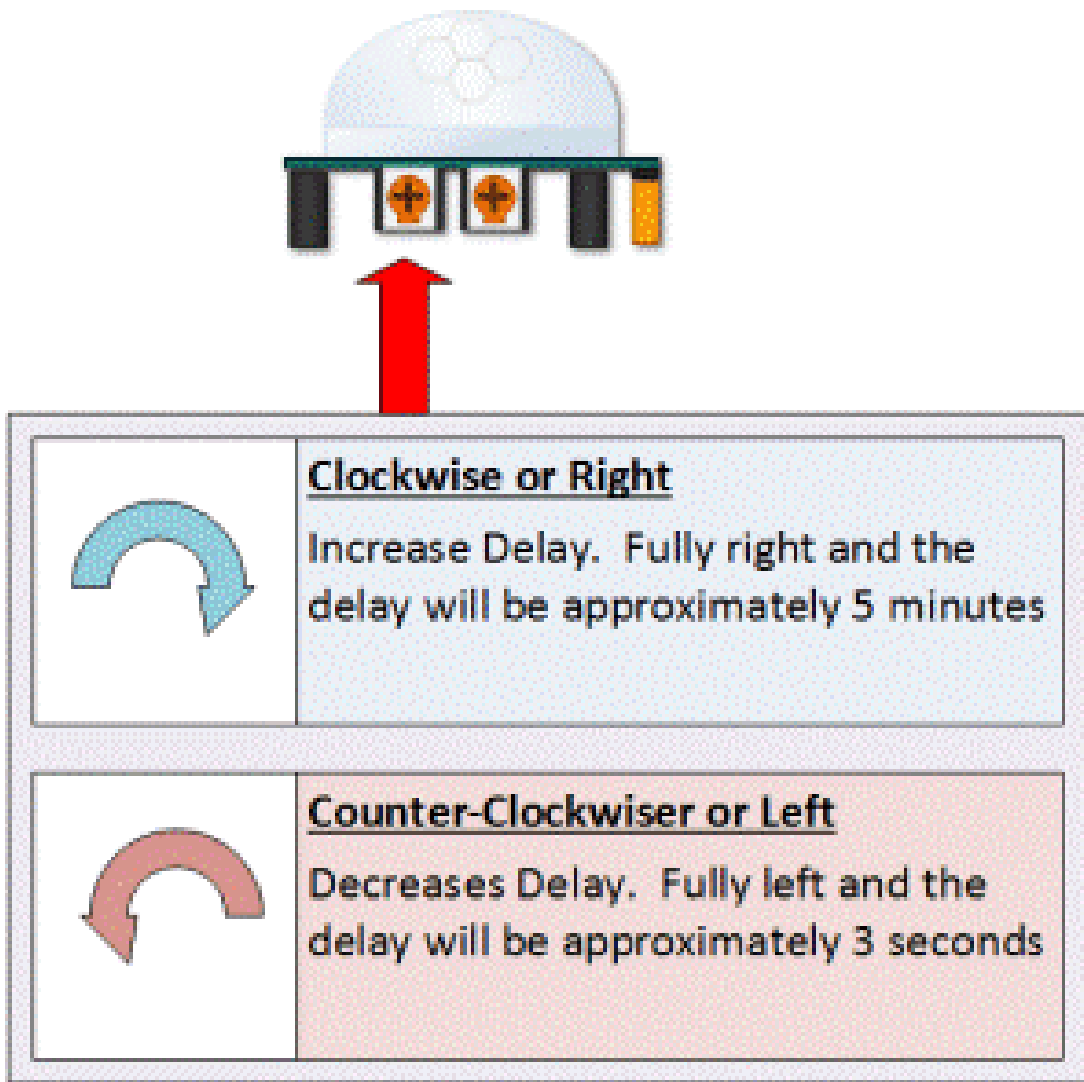 Clockwise or Right
Increase Delay. Fully right and the
delay will be approximately 5 minutes
Counter-Clockwiser or Left
Decreases Delay. Fully left and the
delay will be approximately 3 seconds